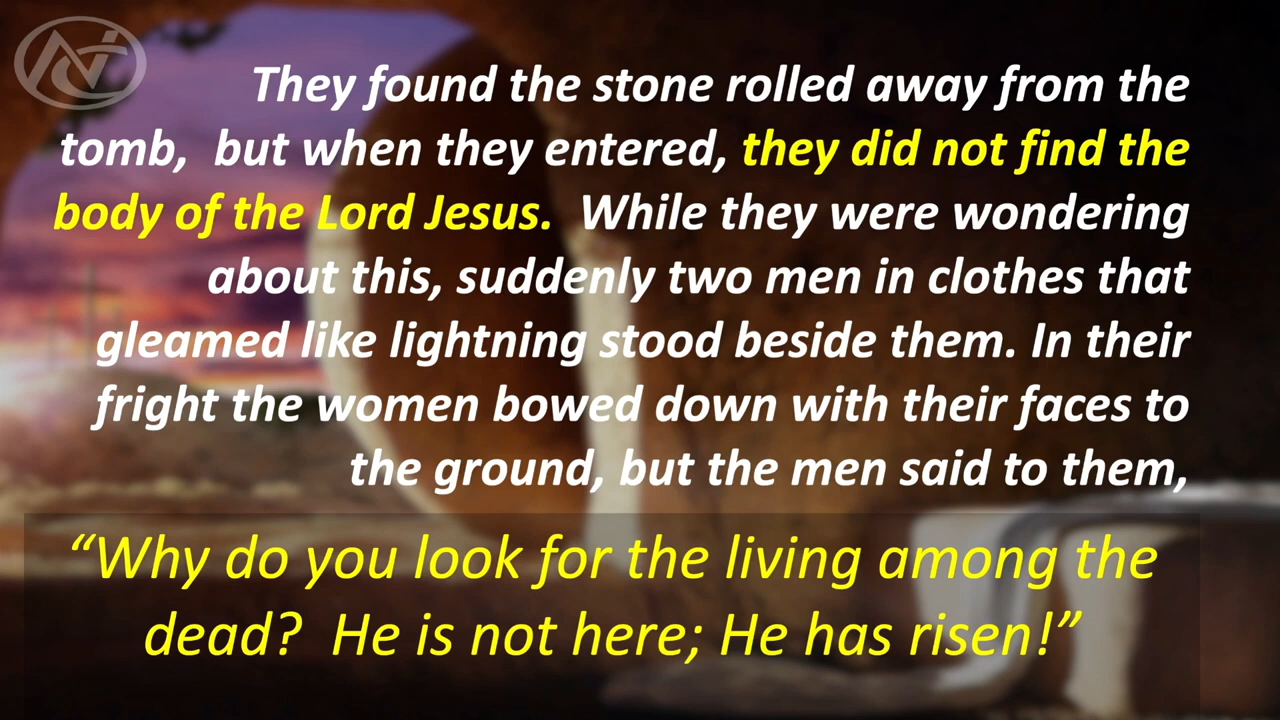 They found the stone rolled away from the
tomb,  but when they entered, they did not find the
body of the Lord Jesus.  While they were wondering
about this, suddenly two men in clothes that
gleamed like lightning stood beside them. In their
fright the women bowed down with their faces to
the ground, but the men said to them,
“Why do you look for the living among the
dead?  He is not here; He has risen!”